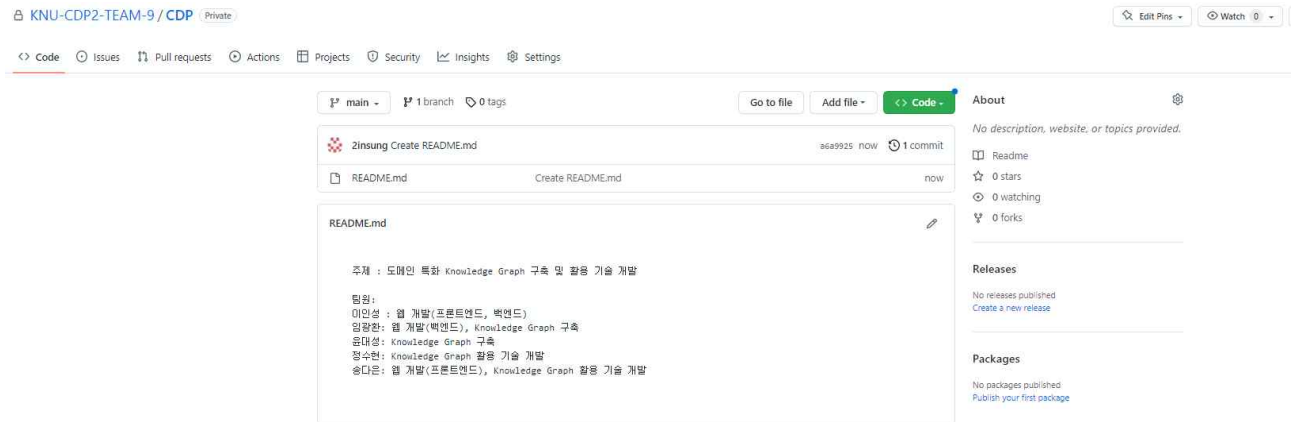 KNU-CDP2-TEAM-9 / CDP Private
Edit Pins Watch 0
Code Issues Pull requests Actions Projects Security Insights Settings
main 1 branch 0 tags Go to file Add file Code
2insung Create README.md a6a9925 now 1 commit
README.md Create README.md now
README.md
주제 : 도메인 특화 Knowledge Graph 구축 및 활용 기술 개발
팀원:
이인성 : 웹 개발(프론트엔드, 백엔드)
임광환: 웹 개발(백엔드), Knowledge Graph 구축
윤대성: Knowledge Graph 구축
정수현: Knowledge Graph 활용 기술 개발
송다은: 웹 개발(프론트엔드), Knowledge Graph 활용 기술 개발
About
No description, website, or topics provided.
Readme
0 stars
0 watching
0 forks
Releases
No releases published
Create a new release
Packages
No packages published
Publish your first package